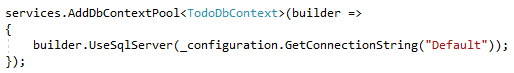 services.AddDbContextPool<TodoDbContext>(builder =>
{
    builder.UseSqlServer(_configuration.GetConnectionString("Default"));
});